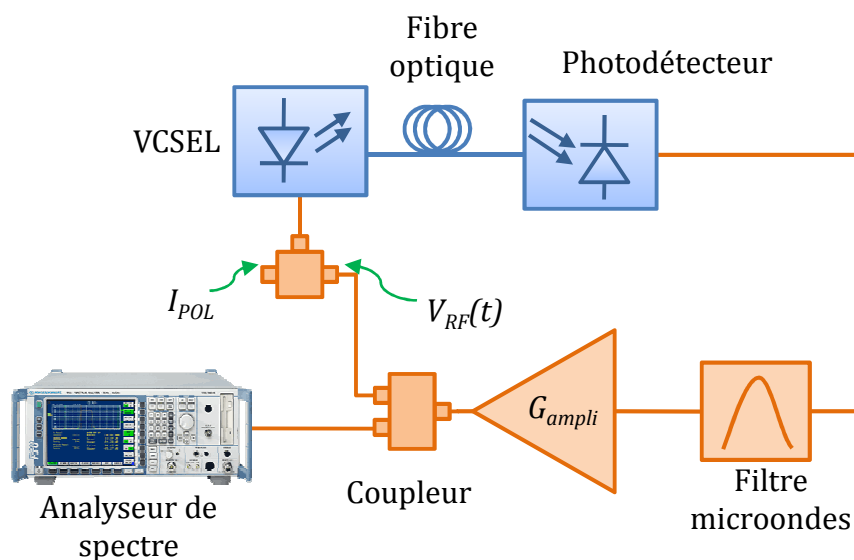 Fibre
optique
Photodétecteur
VCSEL
I_POL
V_RF(t)
G_ampli
Coupleur
Analyseur de
spectre
Filtre
microondes